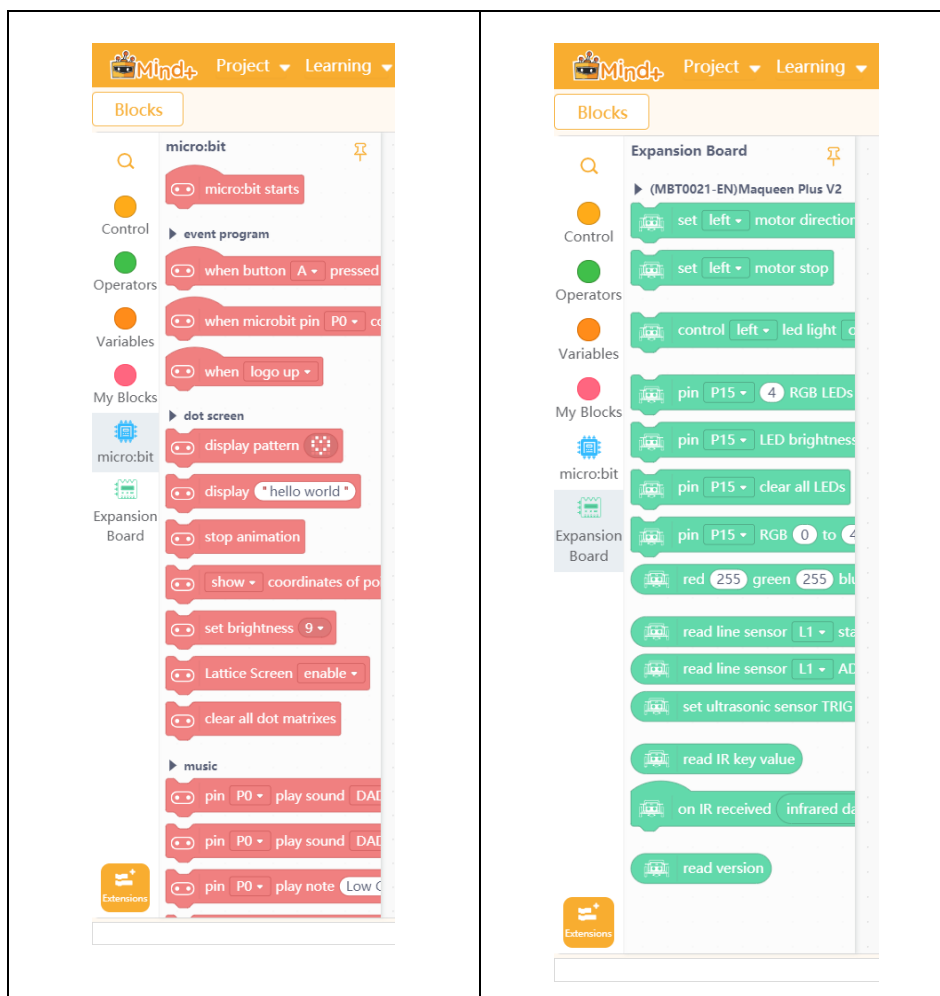 Mind+ Project Learning
Blocks
micro:bit
micro:bit starts
Control
event program
when button A pressed
Operators
when microbit pin P0 co
Variables
when logo up
My Blocks
dot screen
display pattern
micro:bit
display "hello world"
Expansion
Board
stop animation
show coordinates of po
set brightness 9
Lattice Screen enable
clear all dot matrixes
music
pin P0 play sound DAD
pin P0 play sound DAD
pin P0 play note Low C
Extensions
Mind+ Project Learning
Blocks
Expansion Board
(MBT0021-EN)Maqueen Plus V2
set left motor direction
Control
set left motor stop
Operators
control left led light
Variables
pin P15 4 RGB LEDs
My Blocks
pin P15 LED brightness
micro:bit
pin P15 clear all LEDs
Expansion
Board
pin P15 RGB 0 to 4
red 255 green 255 blu
read line sensor L1 sta
read line sensor L1 AD
set ultrasonic sensor TRIG
read IR key value
on IR received infrared da
read version
Extensions